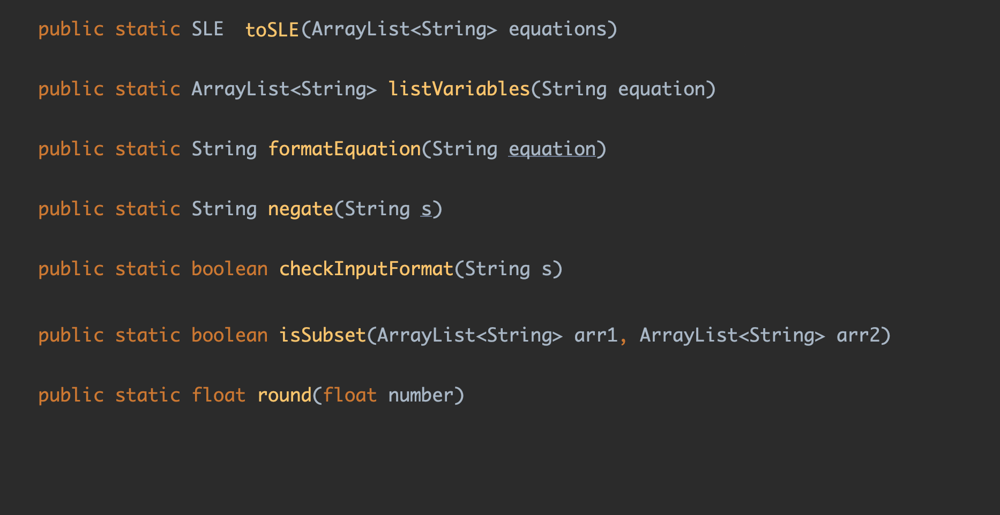 public static SLE  toSLE(ArrayList<String> equations)
public static ArrayList<String> listVariables(String equation)
public static String formatEquation(String equation)
public static String negate(String s)
public static boolean checkInputFormat(String s)
public static boolean isSubset(ArrayList<String> arr1, ArrayList<String> arr2)
public static float round(float number)